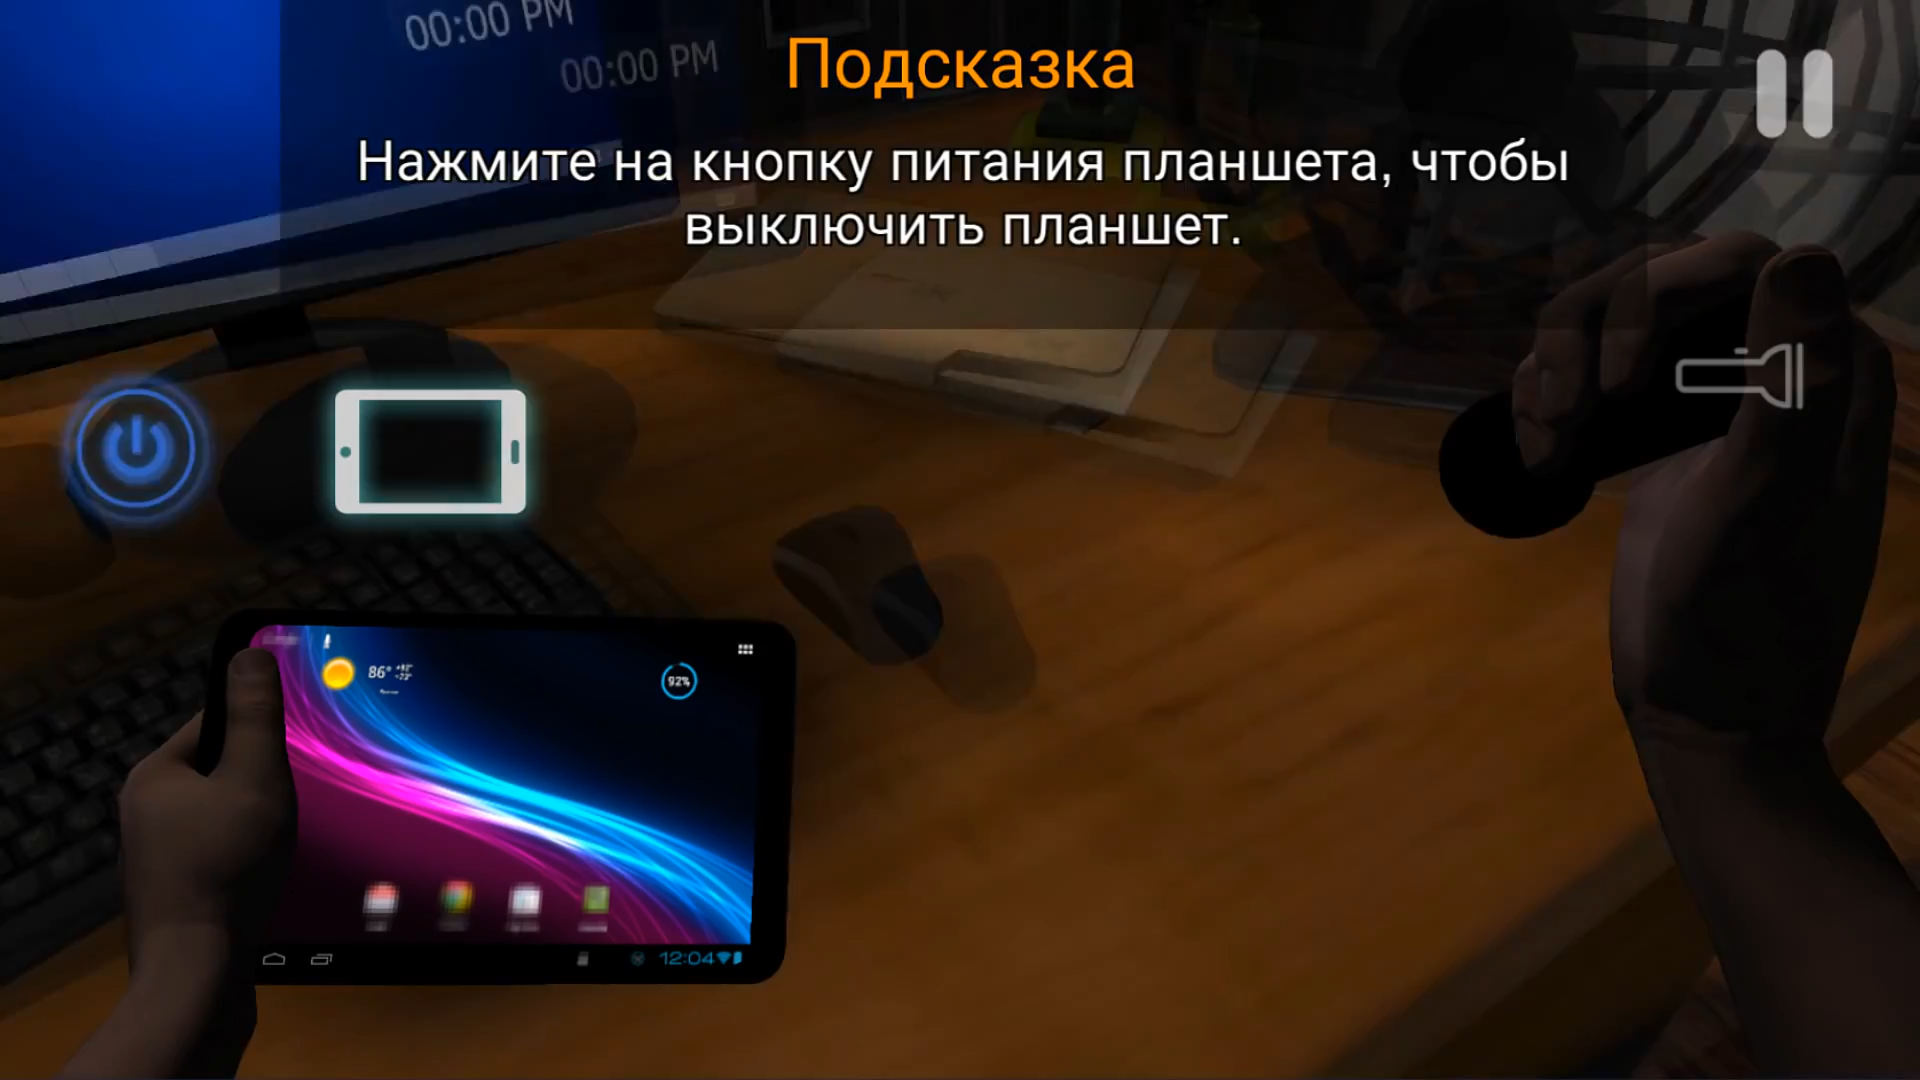 00:00 PM
00:00 PM
Подсказка
Нажмите на кнопку питания планшета, чтобы
выключить планшет.
86°
92%
12:04